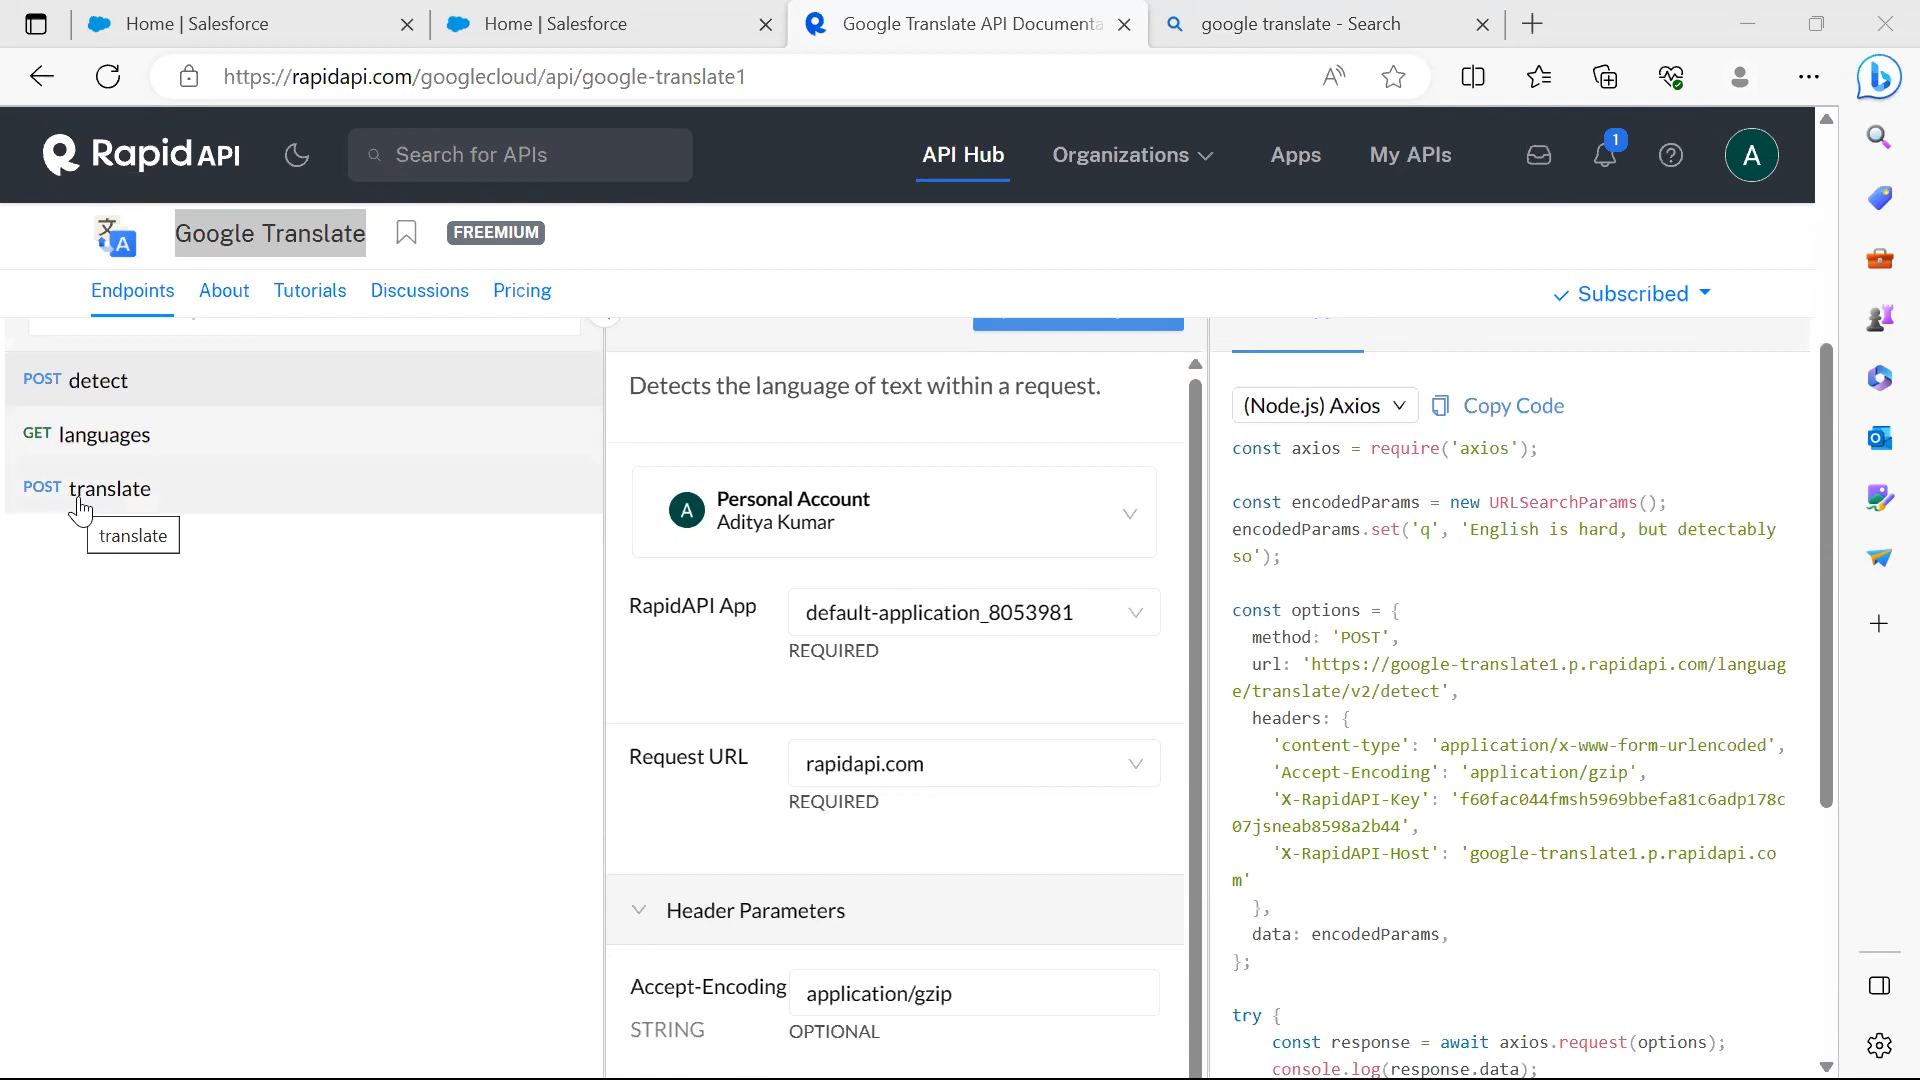 Home | Salesforce
Home | Salesforce
Google Translate API Documenta
google translate - Search
https://rapidapi.com/googlecloud/api/google-translate1
Rapid API
Search for APIs
API Hub
Organizations
Apps
My APIs
1
A
文A
Google Translate
FREEMIUM
Endpoints
About
Tutorials
Discussions
Pricing
Subscribed
POST detect
GET languages
POST translate
translate
Detects the language of text within a request.
A
Personal Account
Aditya Kumar
RapidAPI App
default-application_8053981
REQUIRED
Request URL
rapidapi.com
REQUIRED
Header Parameters
Accept-Encoding
application/gzip
STRING
OPTIONAL
(Node.js) Axios
Copy Code
const axios = require('axios');
const encodedParams = new URLSearchParams();
encodedParams.set('q', 'English is hard, but detectably
so');
const options = {
method: 'POST',
url: 'https://google-translate1.p.rapidapi.com/languag
e/translate/v2/detect',
headers: {
'content-type': 'application/x-www-form-urlencoded',
'Accept-Encoding': 'application/gzip',
'X-RapidAPI-Key': 'f60fac044fmsh5969bbefa81c6adp178c
07jsneab8598a2b44',
'X-RapidAPI-Host': 'google-translate1.p.rapidapi.co
m'
},
data: encodedParams,
};
try {
const response = await axios.request(options);
console.log(response.data);